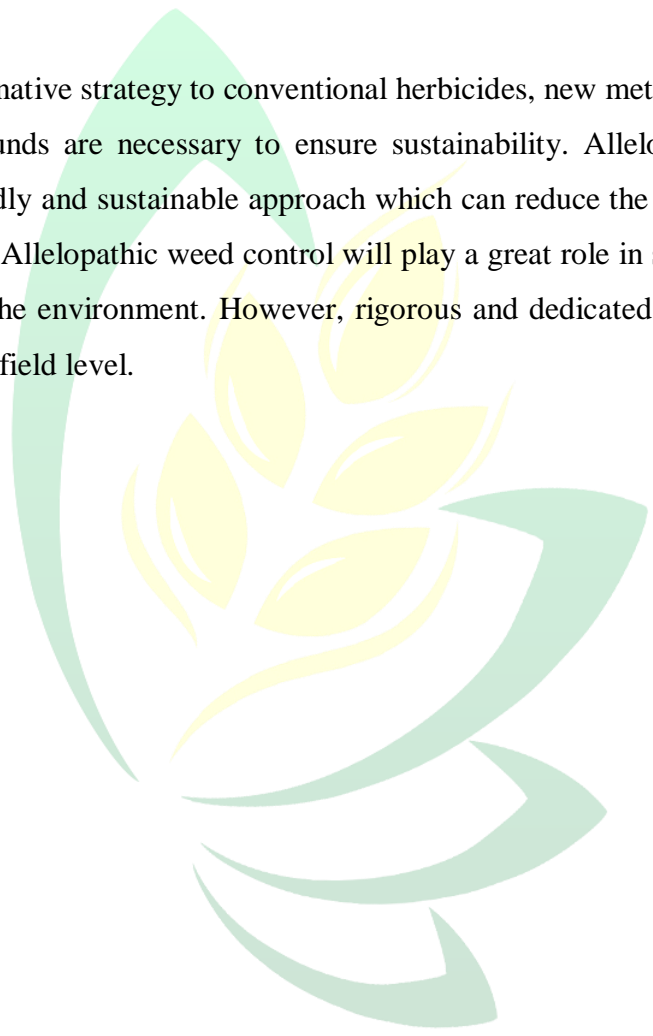 native strategy to conventional herbicides, new met
unds are necessary to ensure sustainability. Allelo
dly and sustainable approach which can reduce the
Allelopathic weed control will play a great role in
he environment. However, rigorous and dedicated
field level.